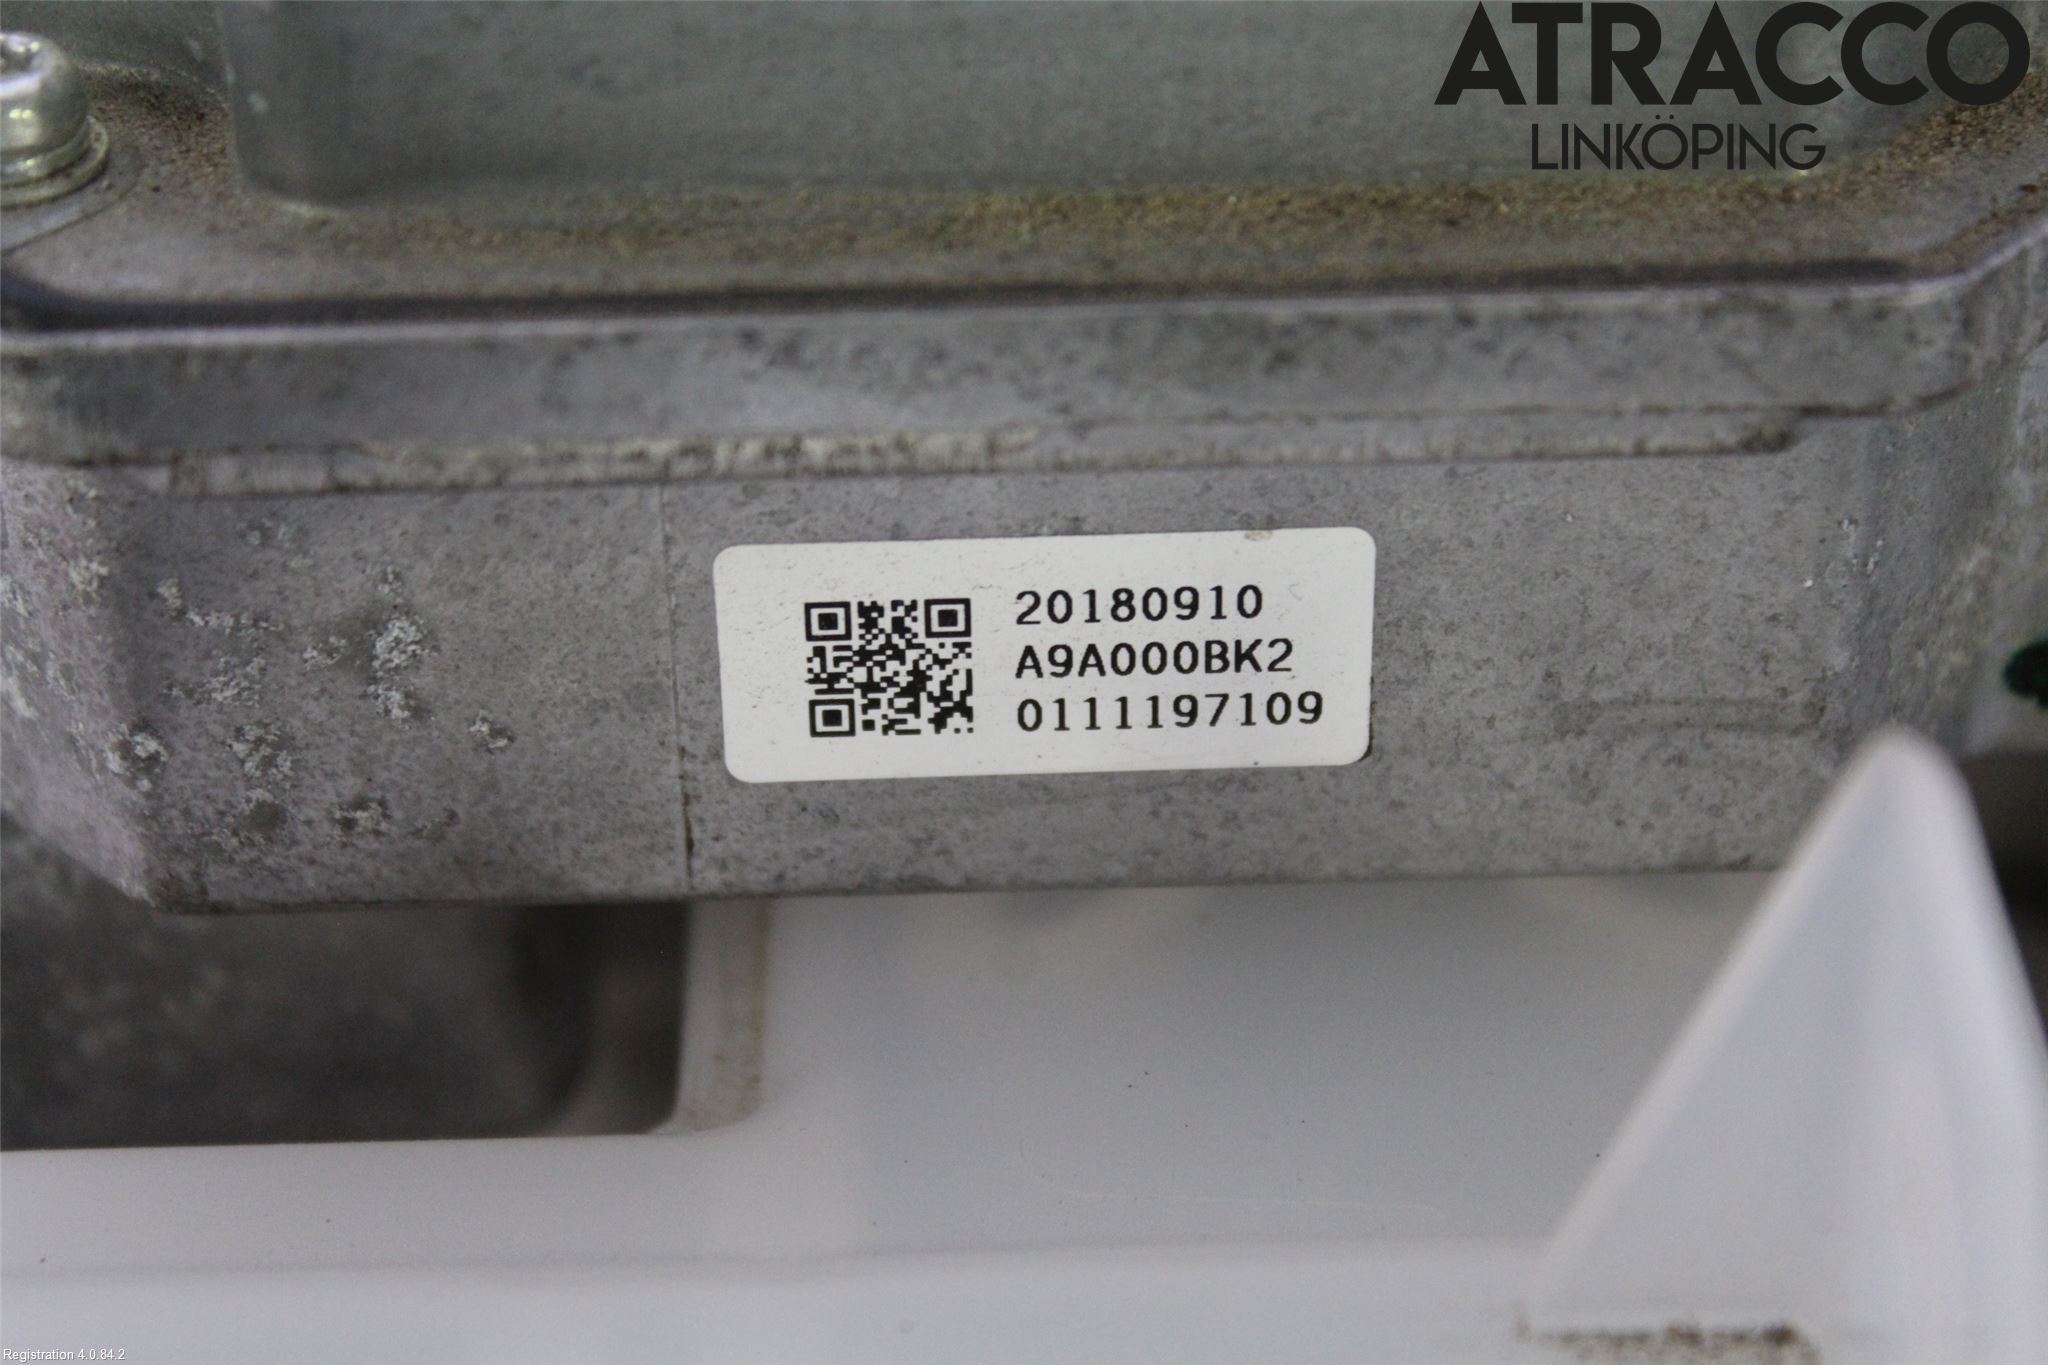 ATRACCO
LINKÖPING
20180910
A9A000BK2
0111197109
Registration 4.0.84.2